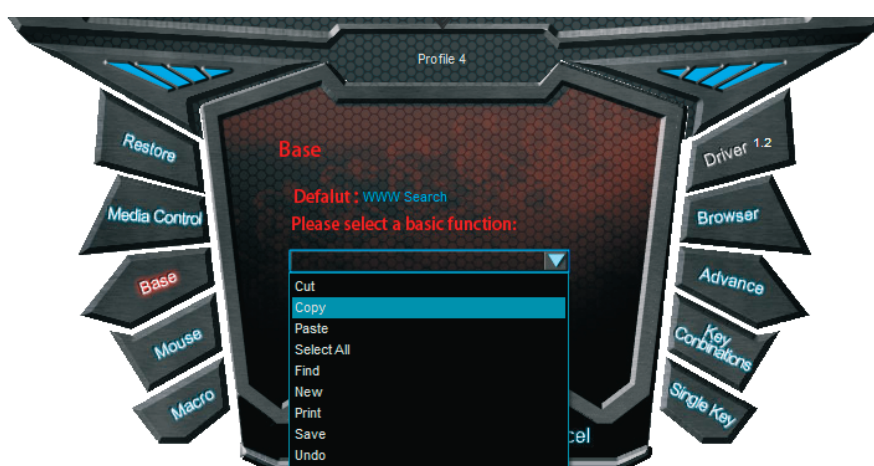 Profile 4
Restore
Media Control
Base
Mouse
Macro
Base
Defalut : WWW Search
Please select a basic function:
Cut
Copy
Paste
Select All
Find
New
Print
Save
Undo
Driver 1.2
Browser
Advance
Key
Conbinations
Single Key